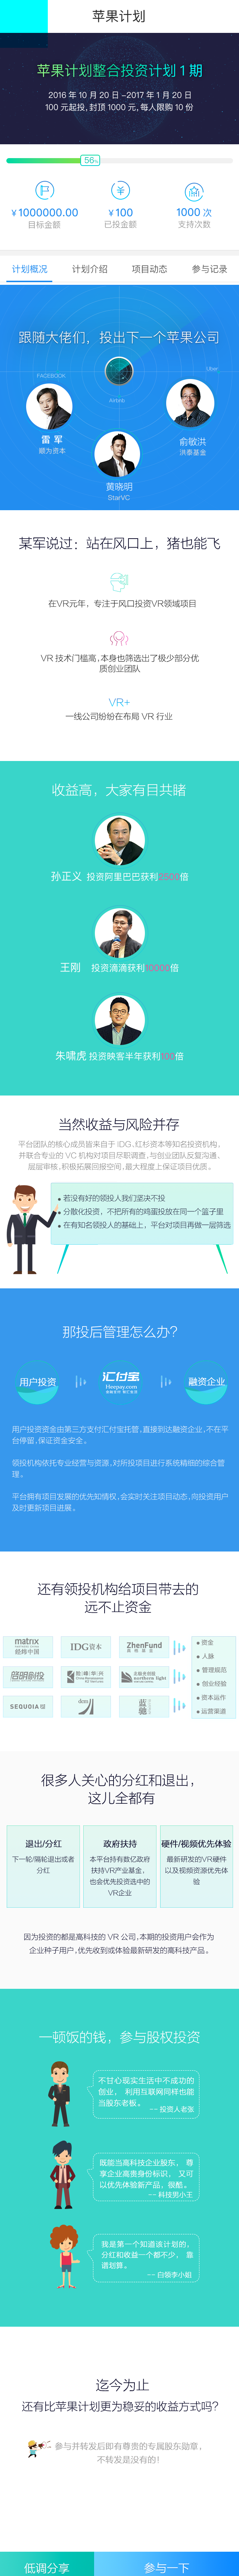 苹果计划
苹果计划整合投资计划1期
2016年10月20日-2017年1月20日
100元起投,封顶1000元,每人限购10份
56%
¥1000000.00
目标金额
¥100
已投金额
1000 次
支持次数
计划概况 计划介绍 项目动态 参与记录
跟随大佬们,投出下一个苹果公司
FACEBOOK
Uber
Airbnb
雷 军
顺为资本
俞敏洪
洪泰基金
黄晓明
StarVC
某军说过：站在风口上，猪也能飞
在VR元年，专注于风口投资VR领域项目
VR 技术门槛高,本身也筛选出了极少部分优
质创业团队
VR+
一线公司纷纷在布局 VR 行业
收益高，大家有目共睹
孙正义 投资阿里巴巴获利2500倍
王刚 投资滴滴获利10000倍
朱啸虎 投资映客半年获利100倍
当然收益与风险并存
平台团队的核心成员皆来自于 IDG,红杉资本等知名投资机构,
并联合专业的 VC 机构对项目尽职调查,与创业团队反复沟通,
层层审核,积极拓展回报空间,最大程度上保证项目优质。
若没有好的领投人我们坚决不投
分散化投资，不把所有的鸡蛋投放在同一个篮子里
在有知名领投人的基础上，平台对项目再做一层筛选
那投后管理怎么办?
用户投资
汇付宝
Heepay.com
融资企业
用户投资资金由第三方支付汇付宝托管,直接到达融资企业,不在平
台停留,保证资金安全。
领投机构依托专业经营与资源,对所投项目进行系统精细的综合管
理。
平台拥有项目发展的优先知情权,会实时关注项目动态,向投资用户
及时更新项目进展。
还有领投机构给项目带去的
远不止资金
matrix
经纬中国
IDG资本
ZhenFund
启明创投
northern light
SEQUOIA
资金
人脉
管理规范
创业经验
资本运作
运营渠道
很多人关心的分红和退出，
这儿全都有
退出/分红
下一轮/隔轮退出或者
分红
政府扶持
本平台持有数亿政府
扶持VR产业基金，
也会优先投资选中的
VR企业
硬件/视频优先体验
最新研发的VR硬件
以及视频资源优先体
验
因为投资的都是高科技的 VR 公司,本期的投资用户会作为
企业种子用户,优先收到或体验最新研发的高科技产品。
一顿饭的钱，参与股权投资
不甘心现实生活中不成功的
创业， 利用互联网同样也能
当股东老板。
-- 投资人老张
既能当高科技企业股东， 尊
享企业高贵身份标识， 又可
以优先体验新产品，很酷。
-- 科技男小王
我是第一个知道该计划的，
分红和收益一个都不少， 靠
谱划算。
-- 白领李小姐
迄今为止
还有比苹果计划更为稳妥的收益方式吗?
参与并转发后即有尊贵的专属股东勋章，
不转发是没有的!
低调分享
参与一下